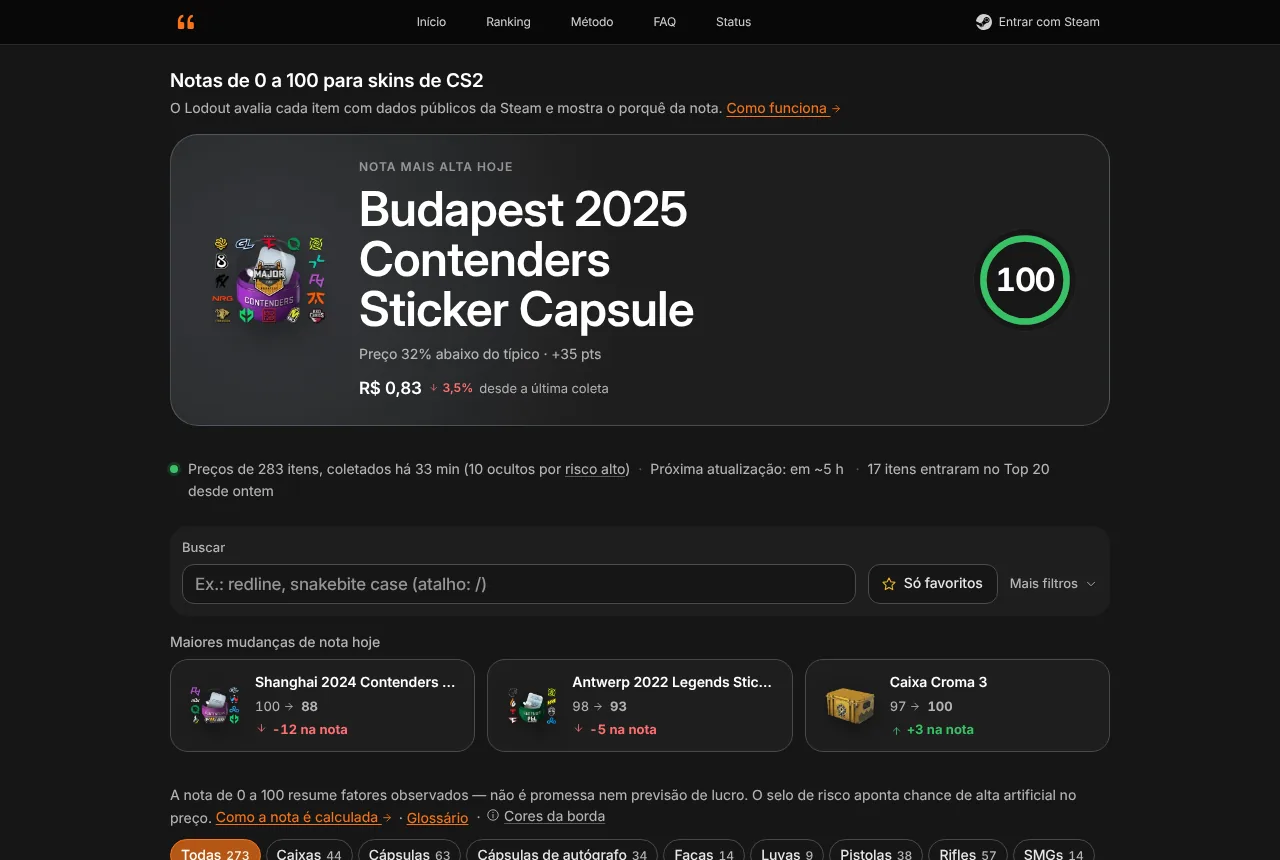 Início
Ranking
Método
FAQ
Status
Entrar com Steam
Notas de 0 a 100 para skins de CS2
O Lodout avalia cada item com dados públicos da Steam e mostra o porquê da nota. Como funciona →
NOTA MAIS ALTA HOJE
Budapest 2025
Contenders
Sticker Capsule
MAJOR
CONTENDERS
NRG
100
Preço 32% abaixo do típico · +35 pts
R$ 0,83 ↓ 3,5% desde a última coleta
Preços de 283 itens, coletados há 33 min (10 ocultos por risco alto) · Próxima atualização: em ~5 h · 17 itens entraram no Top 20
desde ontem
Buscar
Ex.: redline, snakebite case (atalho: /)
Só favoritos
Mais filtros
Maiores mudanças de nota hoje
Shanghai 2024 Contenders ...
100 → 88
↓ -12 na nota
Antwerp 2022 Legends Stic...
98 → 93
↓ -5 na nota
Caixa Croma 3
97 → 100
↑ +3 na nota
A nota de 0 a 100 resume fatores observados — não é promessa nem previsão de lucro. O selo de risco aponta chance de alta artificial no
preço. Como a nota é calculada → · Glossário · ⓘ Cores da borda
Todas 273
Caixas 44
Cápsulas 63
Cápsulas de autógrafo 34
Facas 14
Luvas 9
Pistolas 38
Rifles 57
SMGs 14